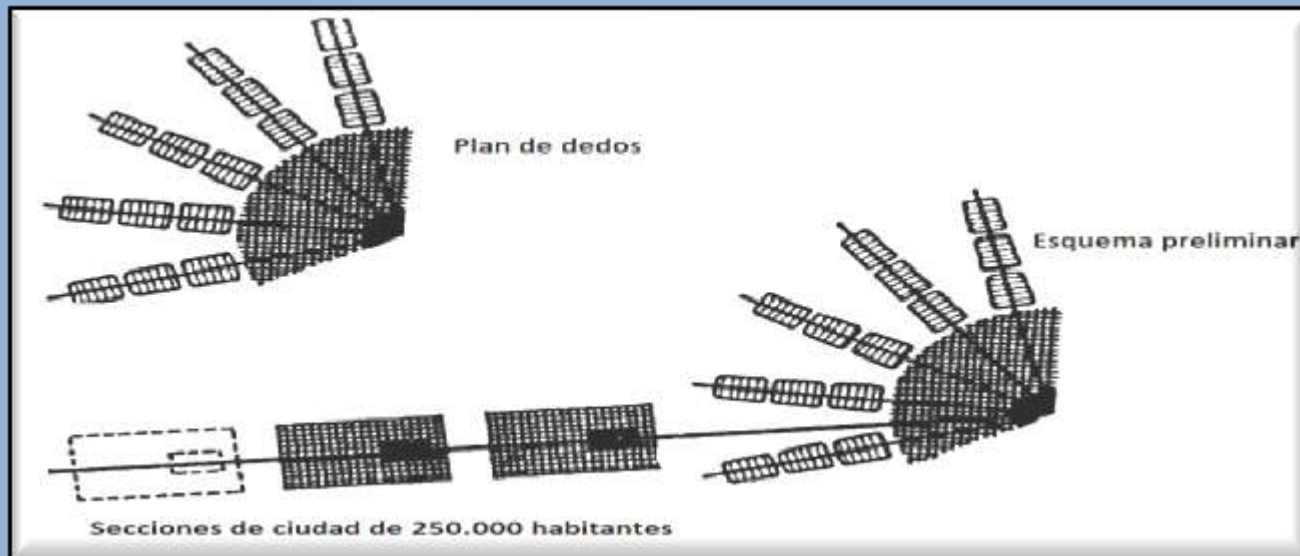 Plan de dedos
Esquema preliminar
Secciones de ciudad de 250.000 habitantes